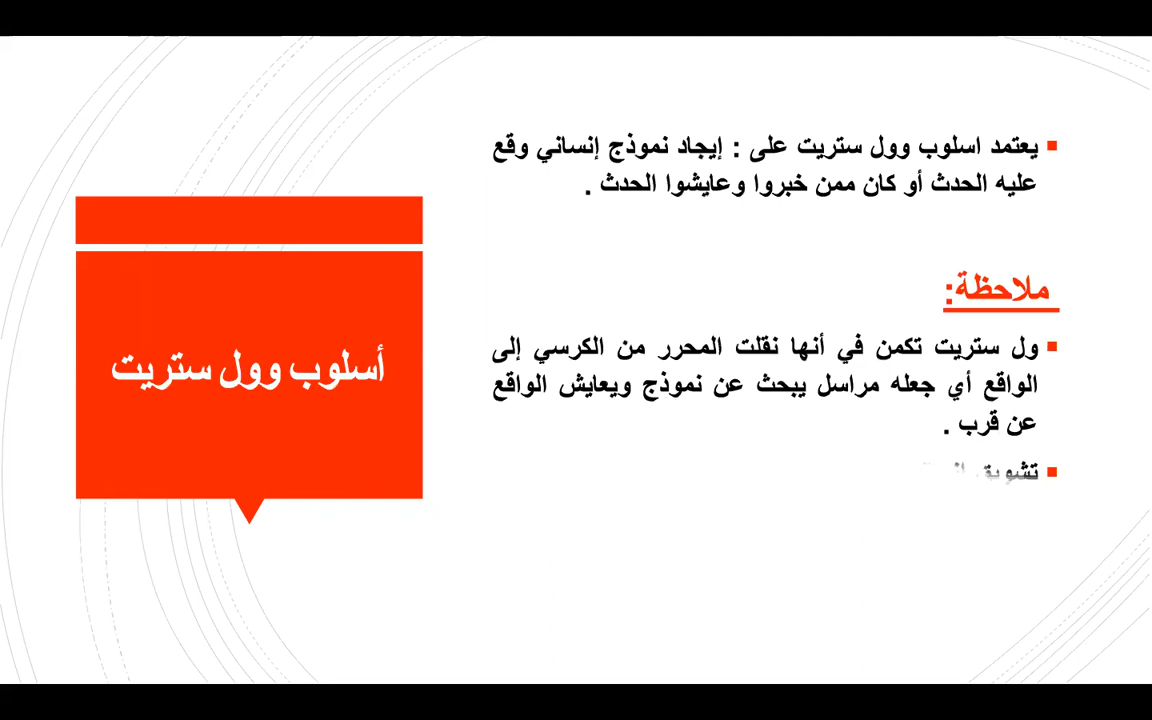 يعتمد اسلوب وول ستريت على : إيجاد نموذج إنساني وقع
عليه الحدث أو كان ممن خبروا وعايشوا الحدث .
ملاحظة:
ول ستريت تكمن في أنها نقلت المحرر من الكرسي إلى
الواقع أي جعله مراسل يبحث عن نموذج ويعايش الواقع
عن قرب .
تشويق
أسلوب وول ستريت